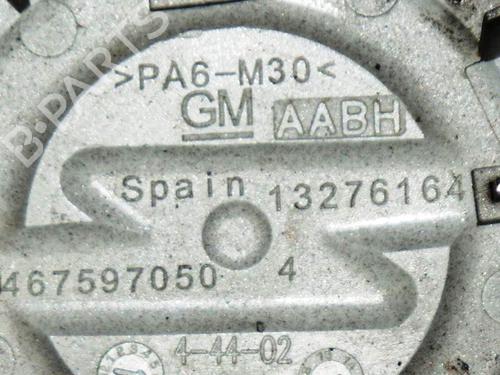 >PA6-M30<
GM AABH
Spain 13276164
467597050 4
4-44-02
B-PARTS